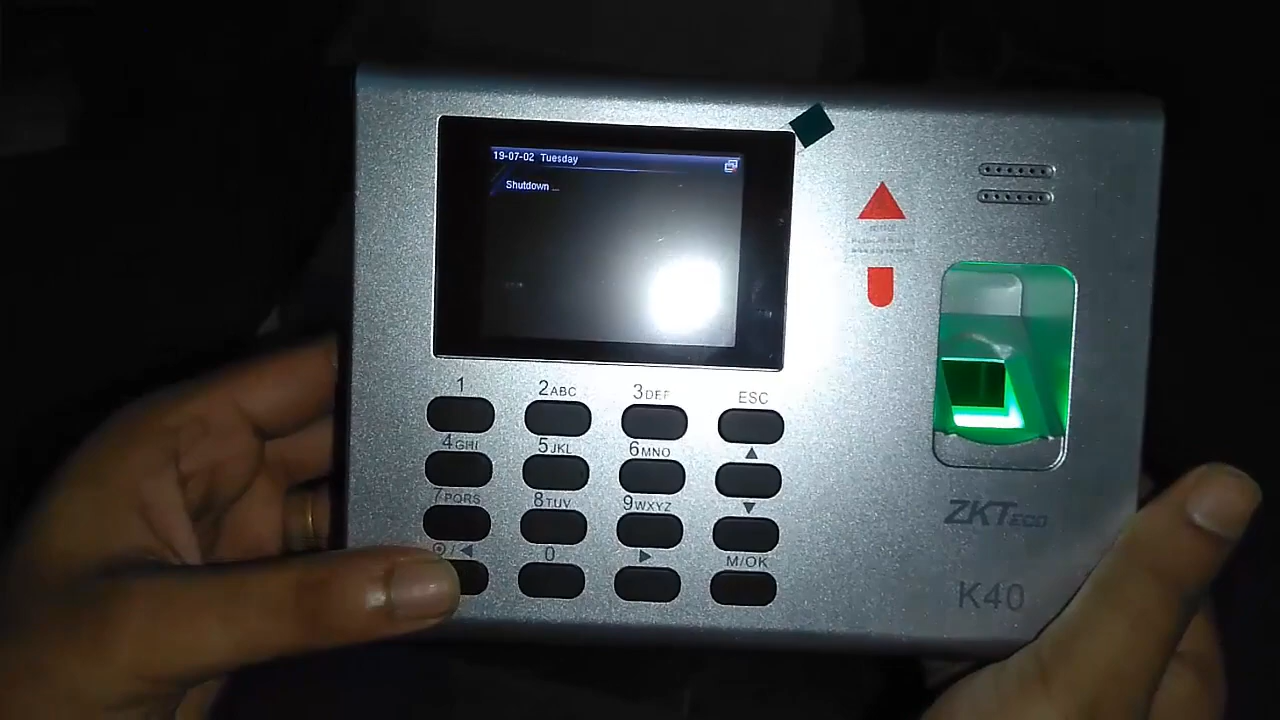 19-07-02 Tuesday
Shutdown ...
1
2ABC
3DEF
ESC
4GHI
5JKL
6MNO
7PQRS
8TUV
9WXYZ
0
M/OK
ZKTECO
K40